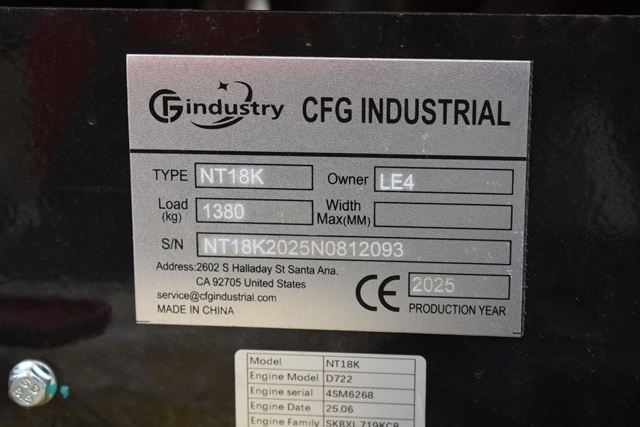 CFG industry CFG INDUSTRIAL
TYPE NT18K Owner LE4
Load (kg) 1380 Width Max(MM)
S/N NT18K2025N0812093
Address:2602 S Halladay St Santa Ana,
CA 92705 United States
service@cfgindustrial.com
MADE IN CHINA
CE 2025
PRODUCTION YEAR
Model NT18K
Engine Model D722
Engine serial 4SM6268
Engine Date 25.06
Engine Family